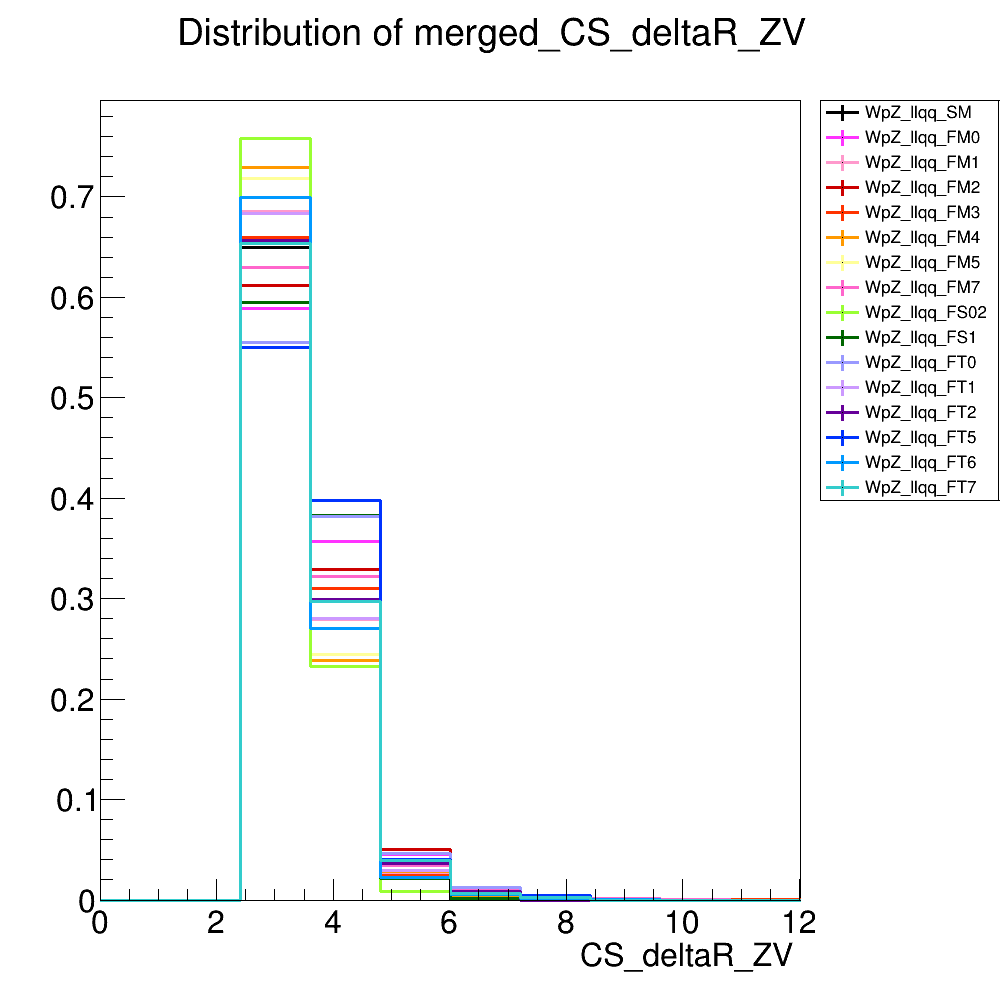 Distribution of merged_CS_deltaR_ZV
WpZ_llqq_SM
WpZ_llqq_FM0
WpZ_llqq_FM1
WpZ_llqq_FM2
WpZ_llqq_FM3
WpZ_llqq_FM4
WpZ_llqq_FM5
WpZ_llqq_FM7
WpZ_llqq_FS02
WpZ_llqq_FS1
WpZ_llqq_FT0
WpZ_llqq_FT1
WpZ_llqq_FT2
WpZ_llqq_FT5
WpZ_llqq_FT6
WpZ_llqq_FT7
0.7
0.6
0.5
0.4
0.3
0.2
0.1
0
0 2 4 6 8 10 12
CS_deltaR_ZV